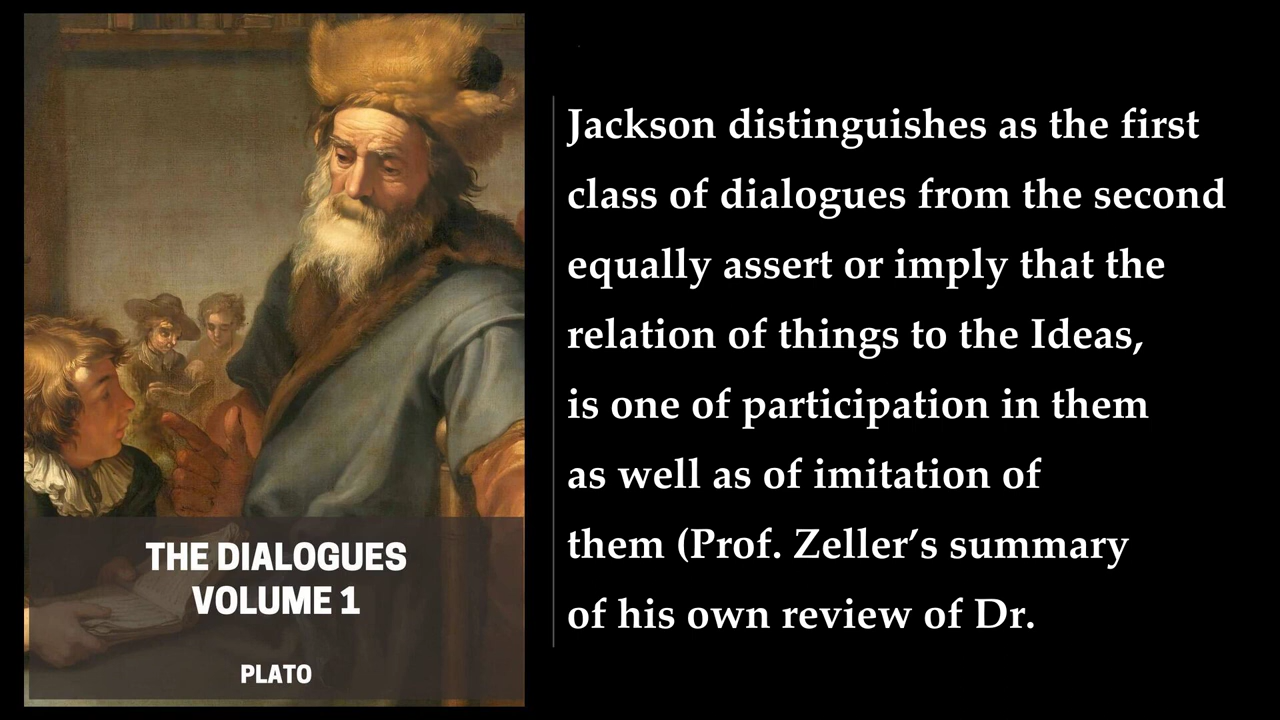 THE DIALOGUES
VOLUME 1
PLATO
Jackson distinguishes as the first
class of dialogues from the second
equally assert or imply that the
relation of things to the Ideas,
is one of participation in them
as well as of imitation of
them (Prof. Zeller’s summary
of his own review of Dr.